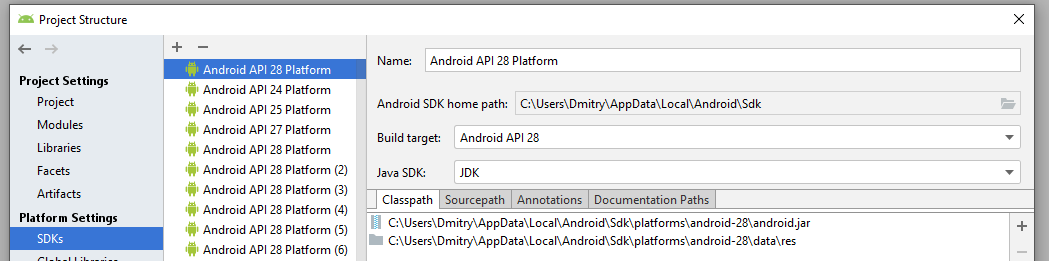 Project Structure
Project Settings
Project
Modules
Libraries
Facets
Artifacts
Platform Settings
SDKs
Global Libraries
Android API 28 Platform
Android API 24 Platform
Android API 25 Platform
Android API 27 Platform
Android API 28 Platform
Android API 28 Platform (2)
Android API 28 Platform (3)
Android API 28 Platform (4)
Android API 28 Platform (5)
Android API 28 Platform (6)
Name: Android API 28 Platform
Android SDK home path: C:\Users\Dmitry\AppData\Local\Android\Sdk
Build target: Android API 28
Java SDK: JDK
Classpath Sourcepath Annotations Documentation Paths
C:\Users\Dmitry\AppData\Local\Android\Sdk\platforms\android-28\android.jar
C:\Users\Dmitry\AppData\Local\Android\Sdk\platforms\android-28\data\res